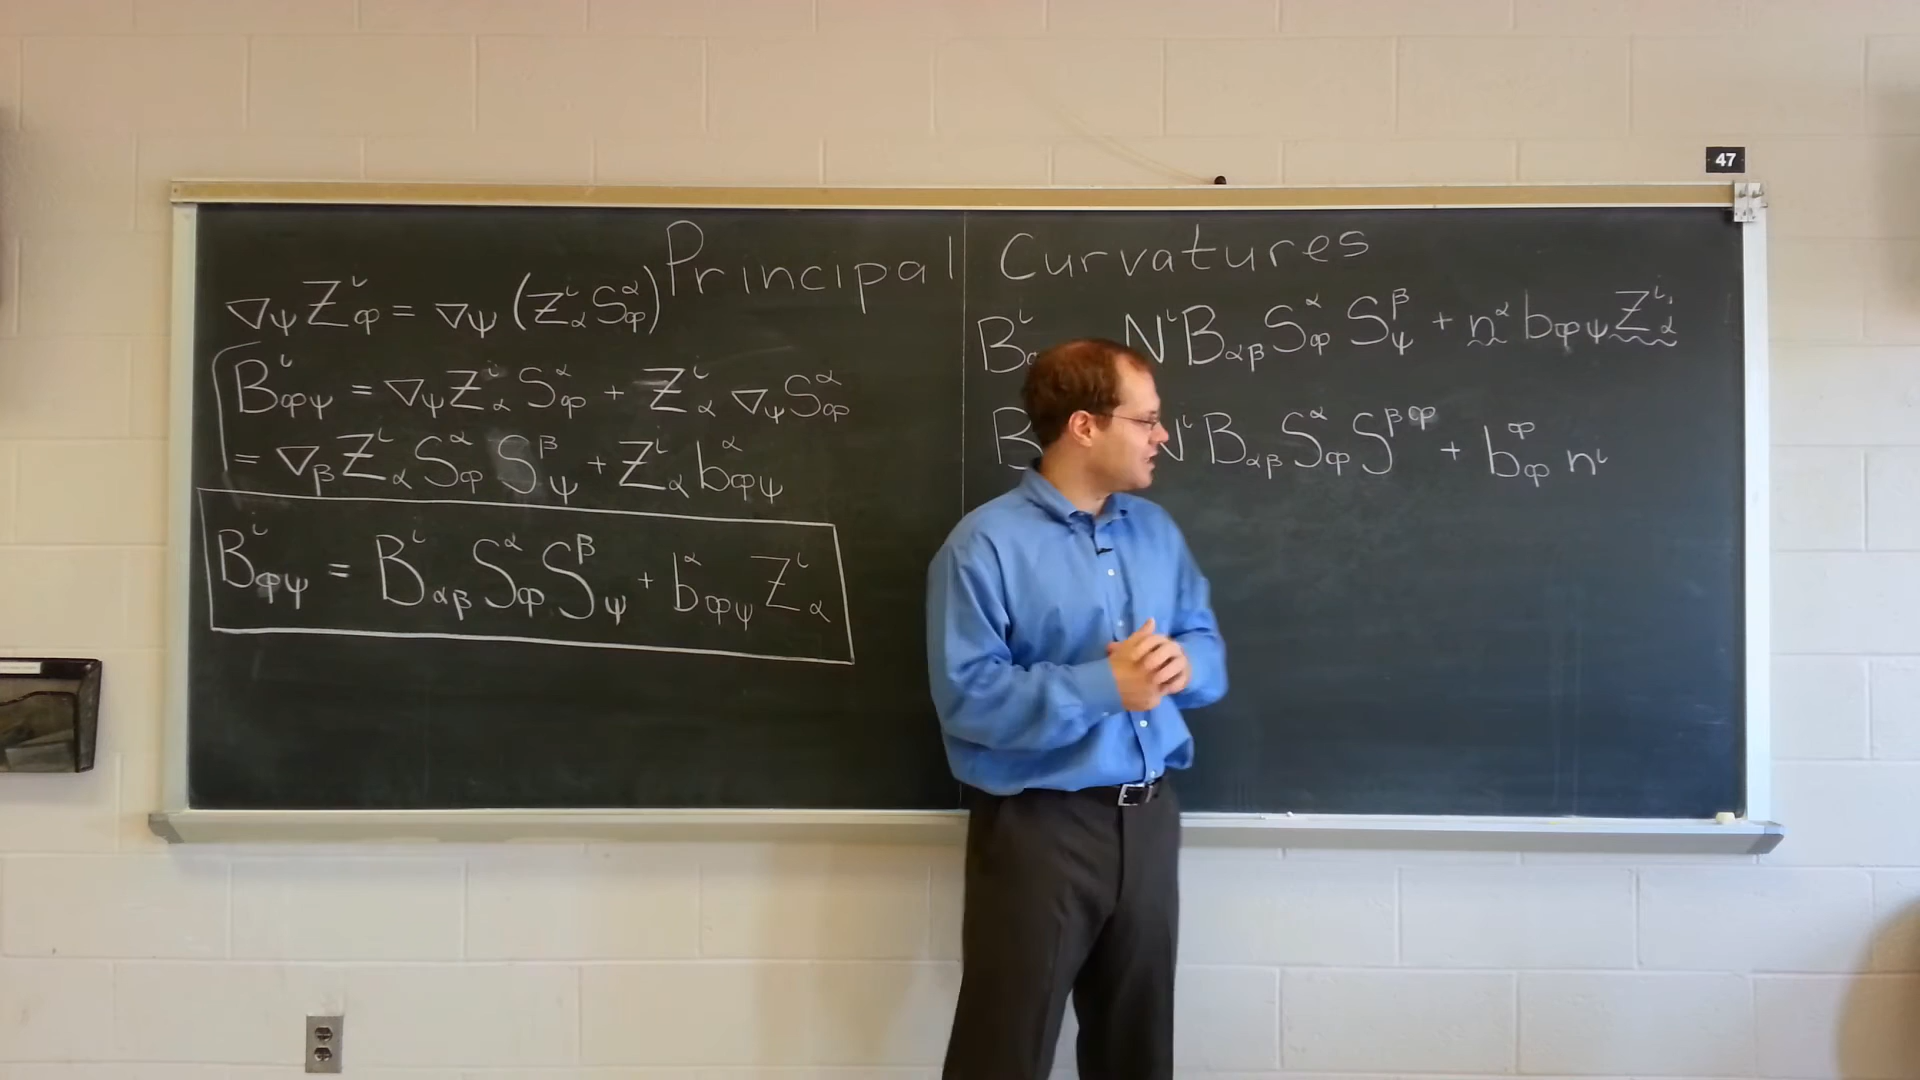 Principal Curvatures
∇ψ Z^i_φ = ∇ψ (Z^i_α S^α_φ)
B^i_φψ = ∇ψ Z^i_α S^α_φ + Z^i_α ∇ψ S^α_φ
= ∇β Z^i_α S^α_φ S^β_ψ + Z^i_α b^α_φψ
B^i_φψ = B^i_αβ S^α_φ S^β_ψ + b^α_φψ Z^i_α
B^i N^i B_αβ S^α_φ S^β_ψ + n^α b_φψ Z^i_α
B N^i B_αβ S^α_φ S^βφ + b^φ_φ n^i
47